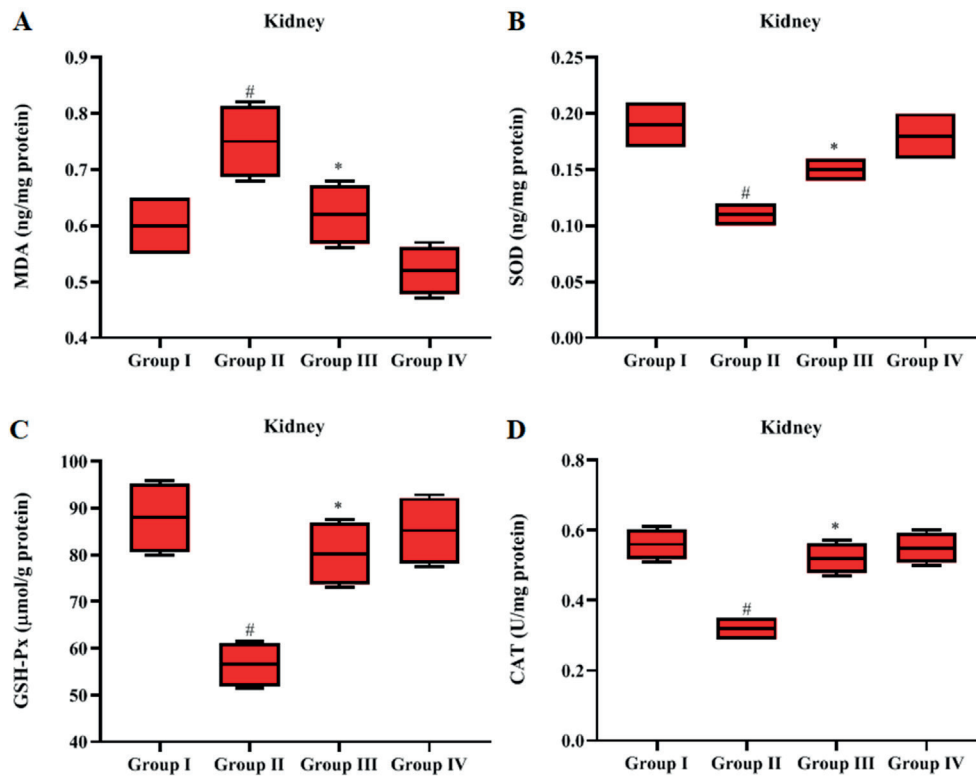 A
Kidney
MDA (ng/mg protein)
0.9
0.8
0.7
0.6
0.5
0.4
#
*
Group I Group II Group III Group IV
B
Kidney
SOD (ng/mg protein)
0.25
0.20
0.15
0.10
0.05
0.00
#
*
Group I Group II Group III Group IV
C
Kidney
GSH-Px (μmol/g protein)
100
90
80
70
60
50
40
#
*
Group I Group II Group III Group IV
D
Kidney
CAT (U/mg protein)
0.8
0.6
0.4
0.2
0.0
#
*
Group I Group II Group III Group IV